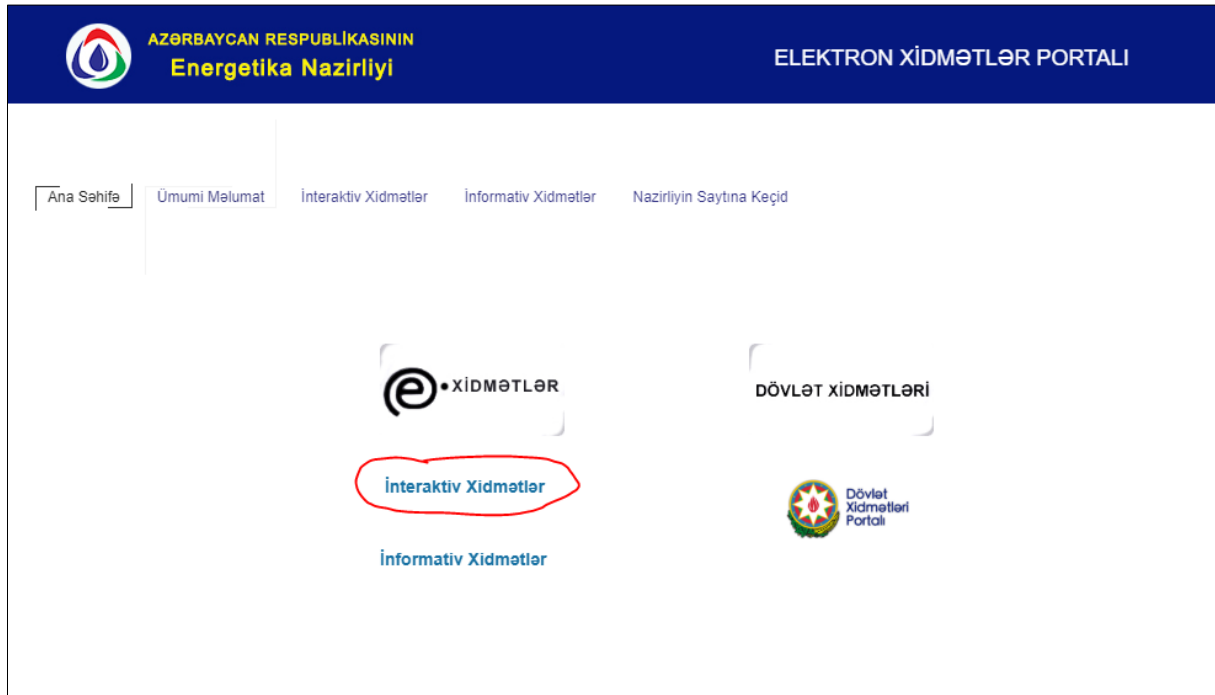 AZƏRBAYCAN RESPUBLİKASININ
Energetika Nazirliyi
ELEKTRON XİDMƏTLƏR PORTALI
Ana Səhifə Ümumi Məlumat İnteraktiv Xidmətlər İnformativ Xidmətlər Nazirliyin Saytına Keçid
e•XİDMƏTLƏR
DÖVLƏT XİDMƏTLƏRİ
İnteraktiv Xidmətlər
Dövlət
Xidmətləri
Portalı
İnformativ Xidmətlər